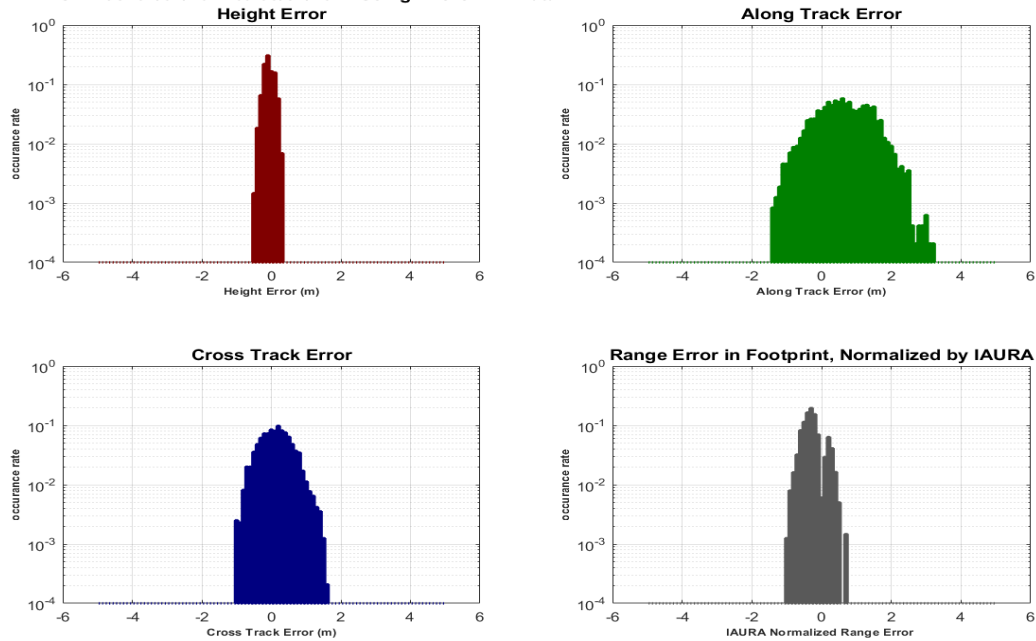 Height Error
10^0
10^-1
10^-2
10^-3
10^-4
occurance rate
-6 -4 -2 0 2 4 6
Height Error (m)
Along Track Error
10^0
10^-1
10^-2
10^-3
10^-4
occurance rate
-6 -4 -2 0 2 4 6
Along Track Error (m)
Cross Track Error
10^0
10^-1
10^-2
10^-3
10^-4
occurance rate
-6 -4 -2 0 2 4 6
Cross Track Error (m)
Range Error in Footprint, Normalized by IAURA
10^0
10^-1
10^-2
10^-3
10^-4
occurance rate
-6 -4 -2 0 2 4 6
IAURA Normalized Range Error